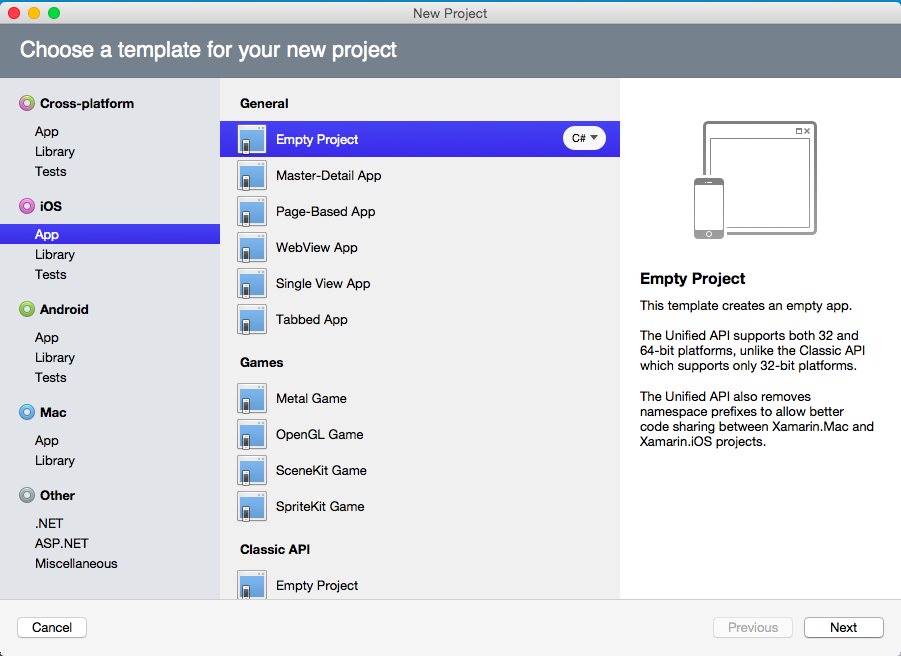 New Project
Choose a template for your new project
Cross-platform
App
Library
Tests
iOS
App
Library
Tests
Android
App
Library
Tests
Mac
App
Library
Other
.NET
ASP.NET
Miscellaneous
General
Empty Project
C#
Master-Detail App
Page-Based App
WebView App
Single View App
Tabbed App
Games
Metal Game
OpenGL Game
SceneKit Game
SpriteKit Game
Classic API
Empty Project
Empty Project
This template creates an empty app.
The Unified API supports both 32 and
64-bit platforms, unlike the Classic API
which supports only 32-bit platforms.
The Unified API also removes
namespace prefixes to allow better
code sharing between Xamarin.Mac and
Xamarin.iOS projects.
Cancel
Previous
Next